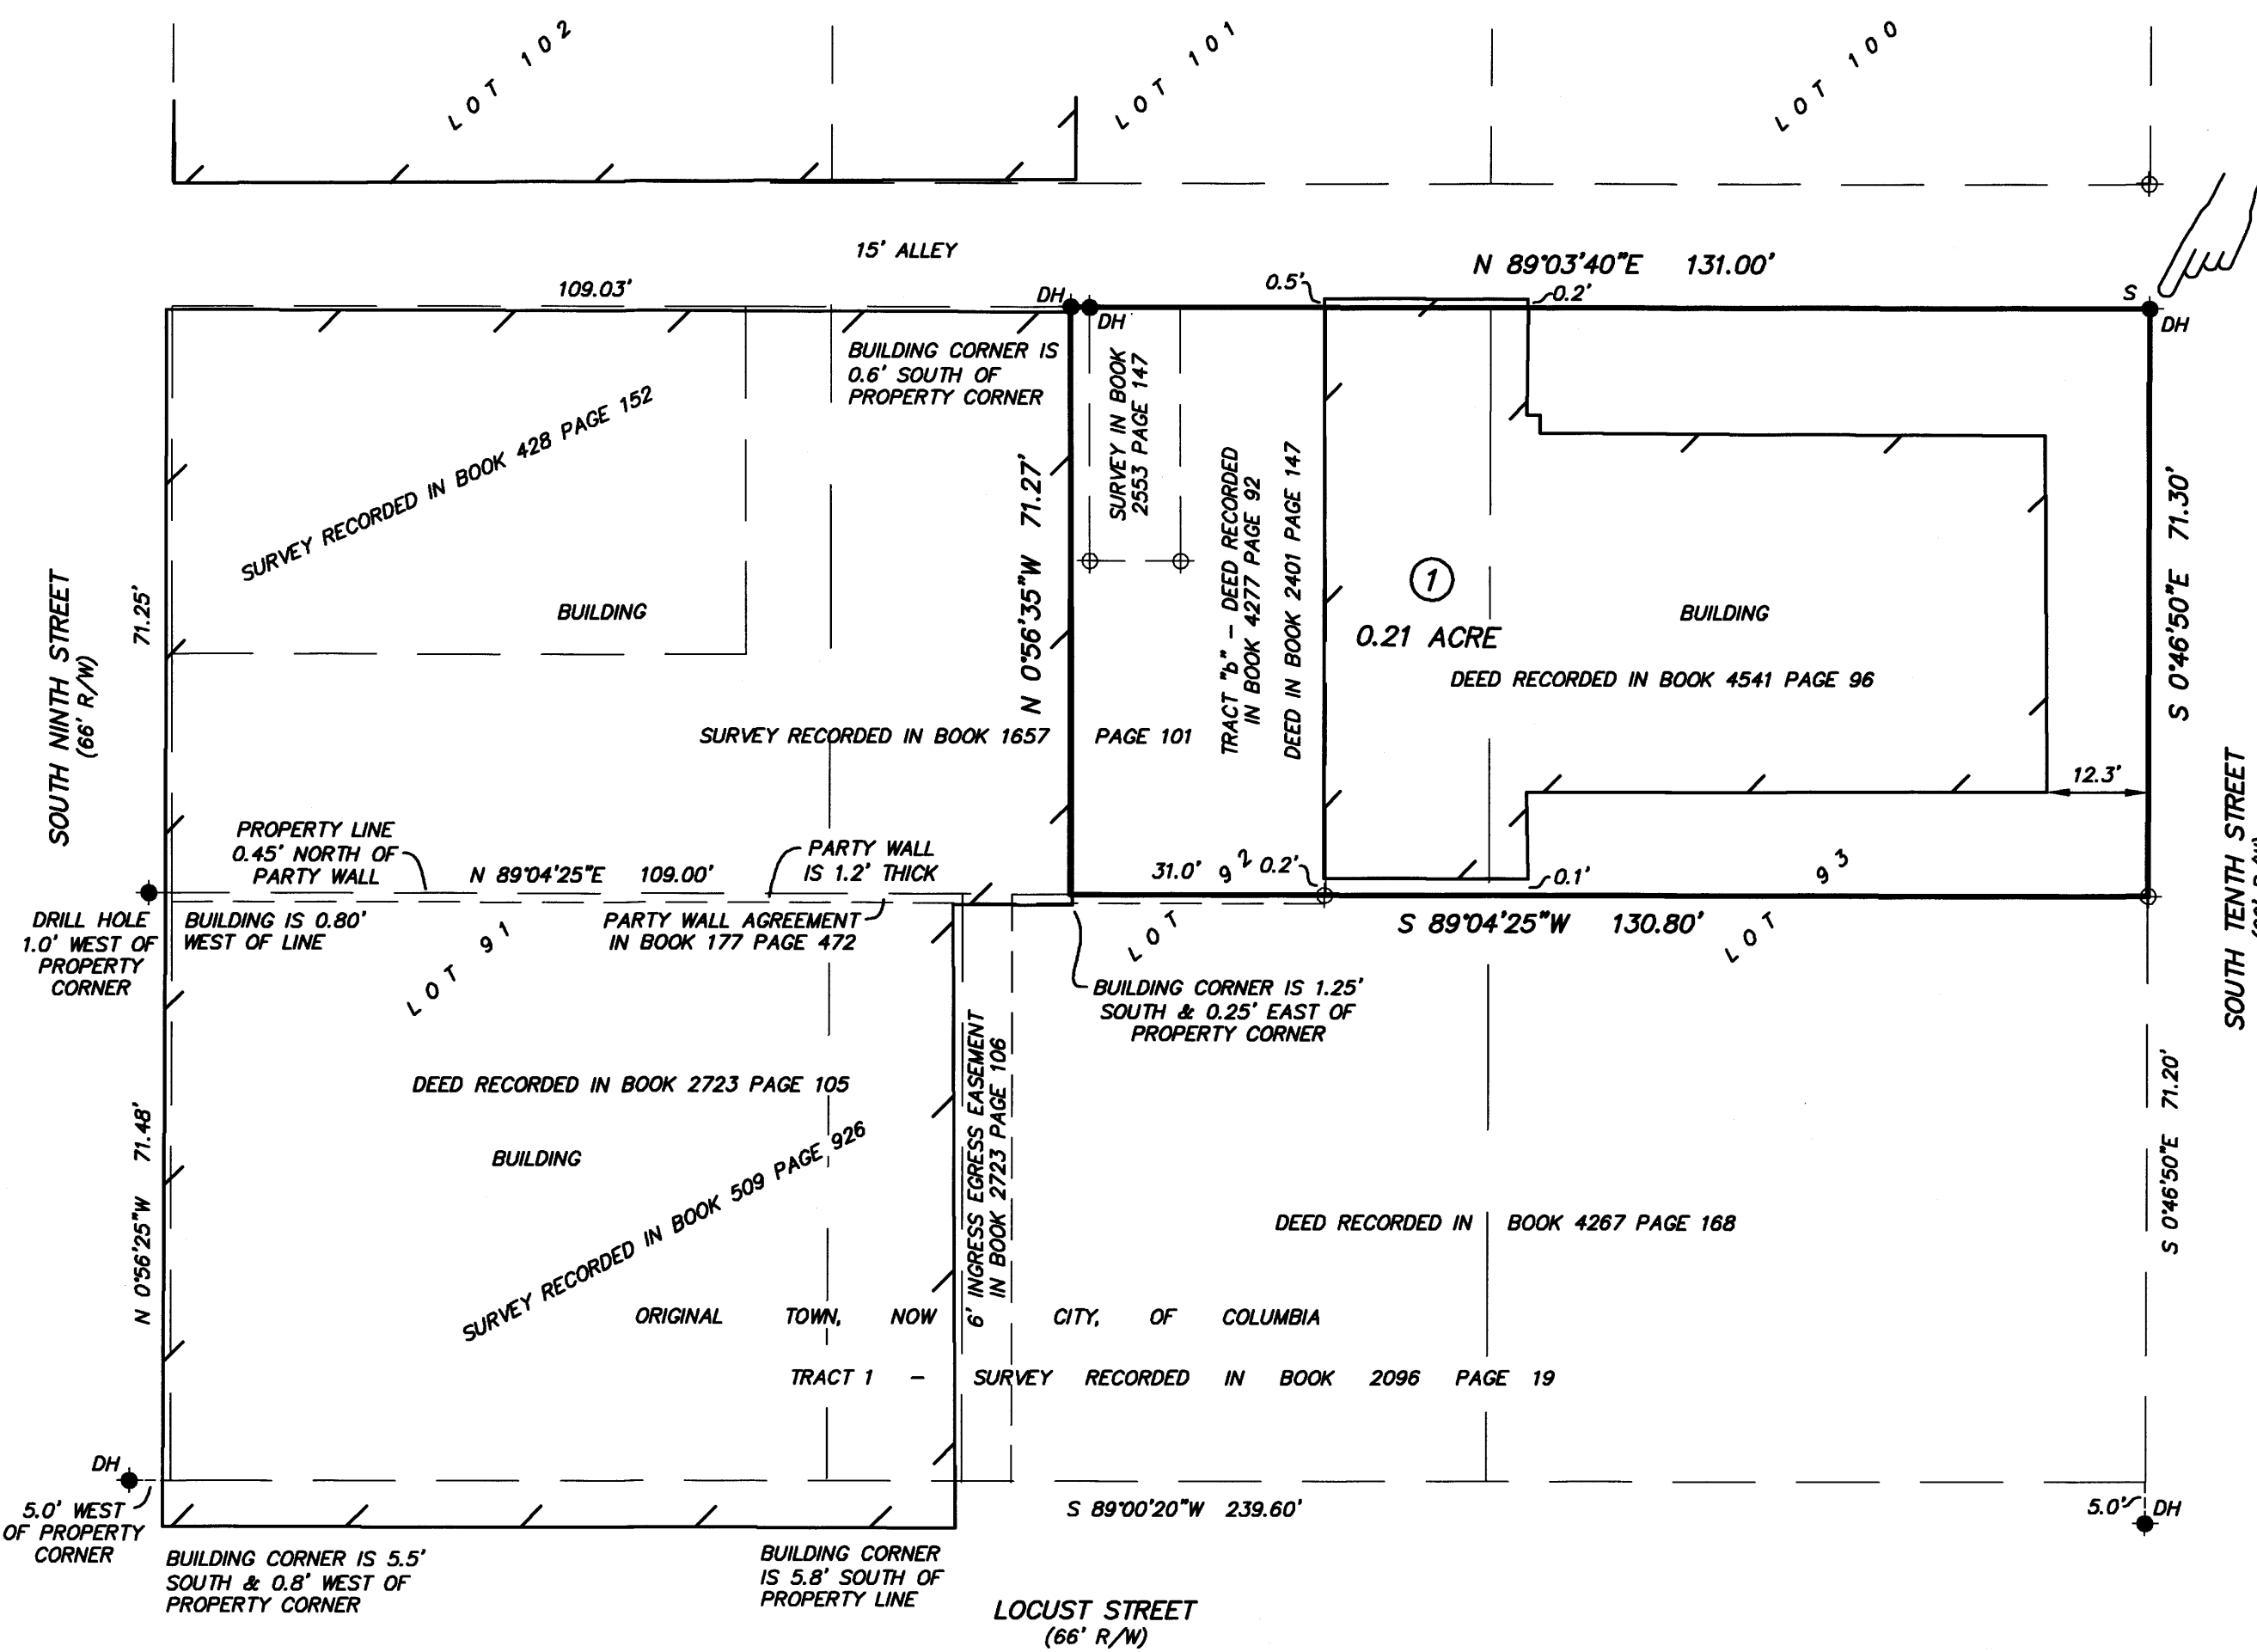 LOT 102
LOT 101
LOT 100
15' ALLEY
N 89°03'40"E 131.00'
109.03'
DH
DH
0.5'
0.2'
S
DH
BUILDING CORNER IS
0.6' SOUTH OF
PROPERTY CORNER
SURVEY IN BOOK
2553 PAGE 147
SURVEY RECORDED IN BOOK 428 PAGE 152
N 0°56'35"W 71.27'
TRACT "b" - DEED RECORDED
IN BOOK 4277 PAGE 92
DEED IN BOOK 2401 PAGE 147
S 0°46'50"E 71.30'
SOUTH NINTH STREET
(66' R/W)
71.25'
BUILDING
1
0.21 ACRE
BUILDING
DEED RECORDED IN BOOK 4541 PAGE 96
SURVEY RECORDED IN BOOK 1657 PAGE 101
12.3'
SOUTH TENTH STREET
PROPERTY LINE
0.45' NORTH OF
PARTY WALL
N 89°04'25"E 109.00'
PARTY WALL
IS 1.2' THICK
31.0'
LOT 92
0.2'
0.1'
LOT 93
DRILL HOLE
1.0' WEST OF
PROPERTY
CORNER
BUILDING IS 0.80'
WEST OF LINE
LOT 91
PARTY WALL AGREEMENT
IN BOOK 177 PAGE 472
S 89°04'25"W 130.80'
BUILDING CORNER IS 1.25'
SOUTH & 0.25' EAST OF
PROPERTY CORNER
6' INGRESS EGRESS EASEMENT
IN BOOK 2723 PAGE 106
DEED RECORDED IN BOOK 2723 PAGE 105
N 0°56'25"W 71.48'
BUILDING
SURVEY RECORDED IN BOOK 509 PAGE 926
DEED RECORDED IN BOOK 4267 PAGE 168
S 0°46'50"E 71.20'
ORIGINAL TOWN, NOW CITY, OF COLUMBIA
TRACT 1 - SURVEY RECORDED IN BOOK 2096 PAGE 19
DH
5.0' WEST
OF PROPERTY
CORNER
S 89°00'20"W 239.60'
5.0'
DH
BUILDING CORNER IS 5.5'
SOUTH & 0.8' WEST OF
PROPERTY CORNER
BUILDING CORNER
IS 5.8' SOUTH OF
PROPERTY LINE
LOCUST STREET
(66' R/W)